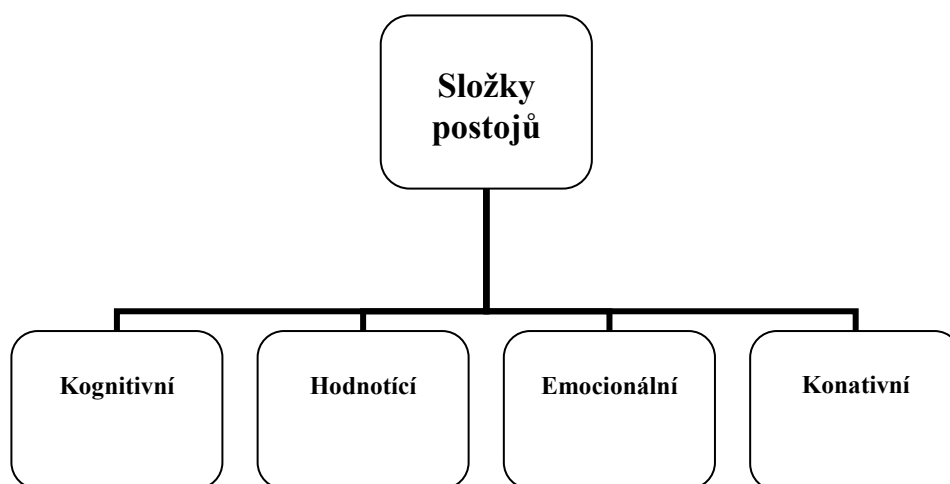 Složky
postojů
Kognitivní
Hodnotící
Emocionální
Konativní